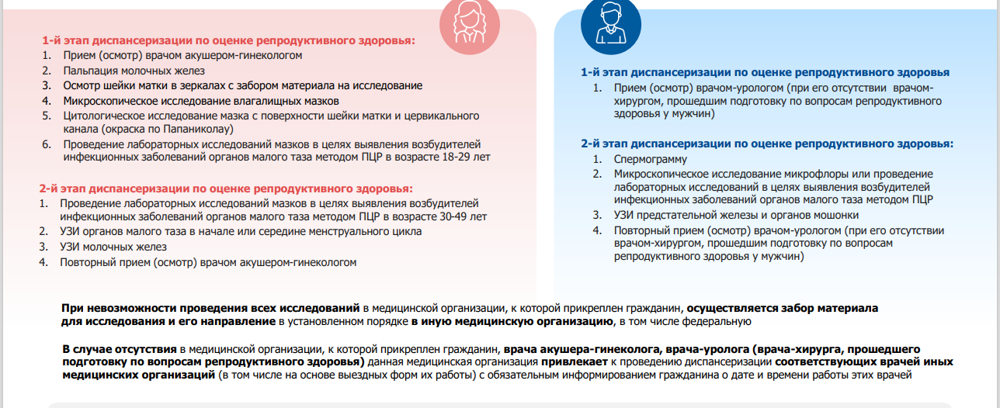 1-й этап диспансеризации по оценке репродуктивного здоровья:
1. Прием (осмотр) врачом акушером-гинекологом
2. Пальпация молочных желез
3. Осмотр шейки матки в зеркалах с забором материала на исследование
4. Микроскопическое исследование влагалищных мазков
5. Цитологическое исследование мазка с поверхности шейки матки и цервикального
канала (окраска по Папаниколау)
6. Проведение лабораторных исследований мазков в целях выявления возбудителей
инфекционных заболеваний органов малого таза методом ПЦР в возрасте 18-29 лет
2-й этап диспансеризации по оценке репродуктивного здоровья:
1. Проведение лабораторных исследований мазков в целях выявления возбудителей
инфекционных заболеваний органов малого таза методом ПЦР в возрасте 30-49 лет
2. УЗИ органов малого таза в начале или середине менструального цикла
3. УЗИ молочных желез
4. Повторный прием (осмотр) врачом акушером-гинекологом
1-й этап диспансеризации по оценке репродуктивного здоровья
1. Прием (осмотр) врачом-урологом (при его отсутствии врачом-
хирургом, прошедшим подготовку по вопросам репродуктивного
здоровья у мужчин)
2-й этап диспансеризации по оценке репродуктивного здоровья:
1. Спермограмму
2. Микроскопическое исследование микрофлоры или проведение
лабораторных исследований в целях выявления возбудителей
инфекционных заболеваний органов малого таза методом ПЦР
3. УЗИ предстательной железы и органов мошонки
4. Повторный прием (осмотр) врачом-урологом (при его отсутствии
врачом-хирургом, прошедшим подготовку по вопросам
репродуктивного здоровья у мужчин)
При невозможности проведения всех исследований в медицинской организации, к которой прикреплен гражданин, осуществляется забор материала
для исследования и его направление в установленном порядке в иную медицинскую организацию, в том числе федеральную
В случае отсутствия в медицинской организации, к которой прикреплен гражданин, врача акушера-гинеколога, врача-уролога (врача-хирурга, прошедшего
подготовку по вопросам репродуктивного здоровья) данная медицинская организация привлекает к проведению диспансеризации соответствующих врачей иных
медицинских организаций (в том числе на основе выездных форм их работы) с обязательным информированием гражданина о дате и времени работы этих врачей